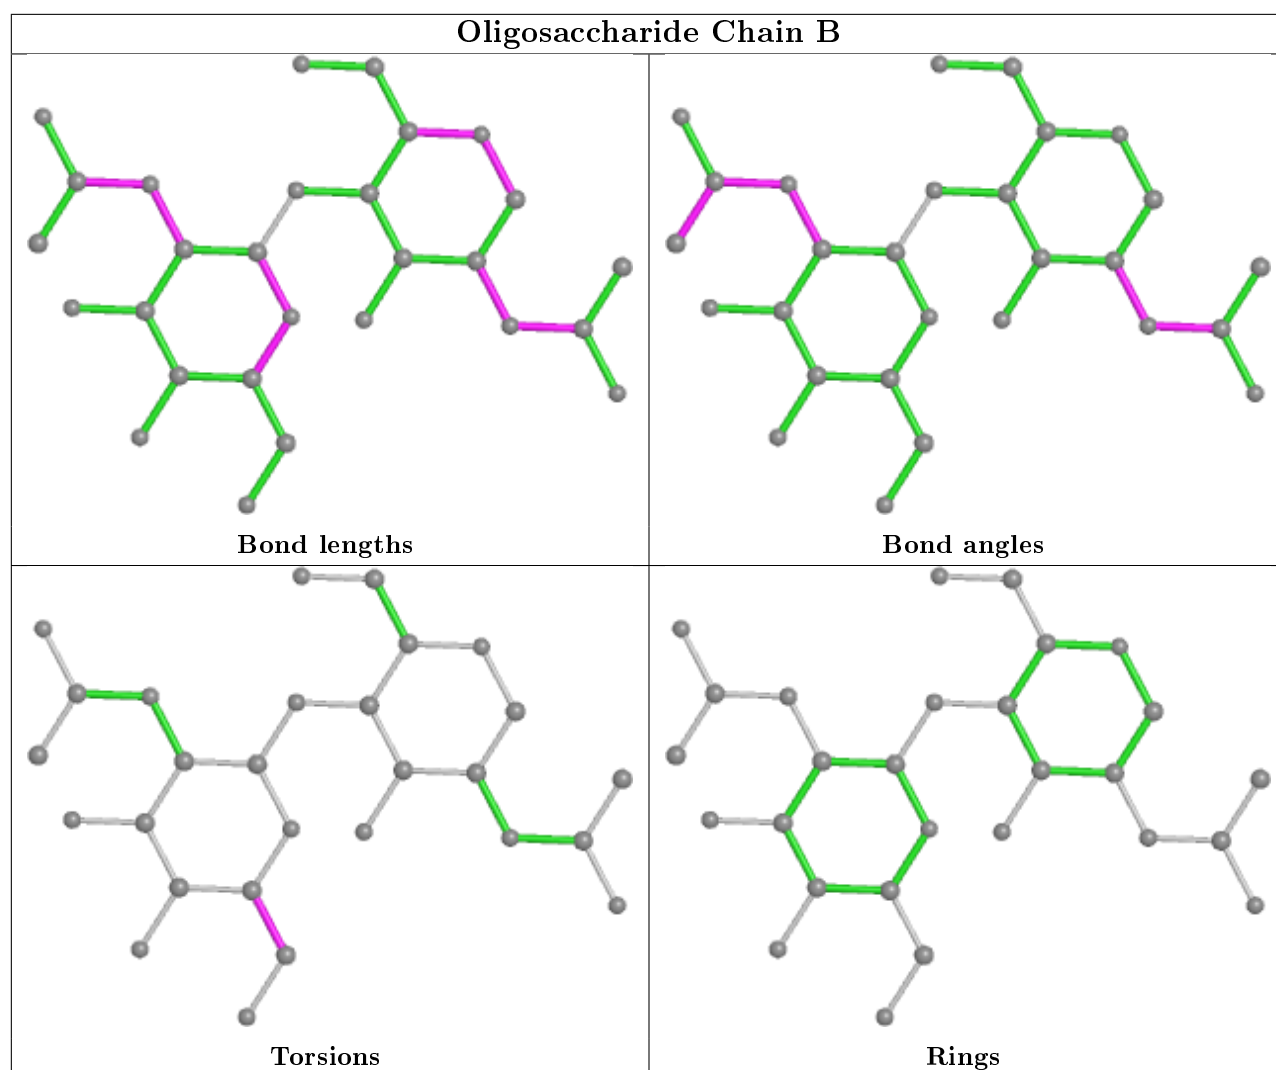 Oligosaccharide Chain B
Bond lengths
Bond angles
Torsions
Rings